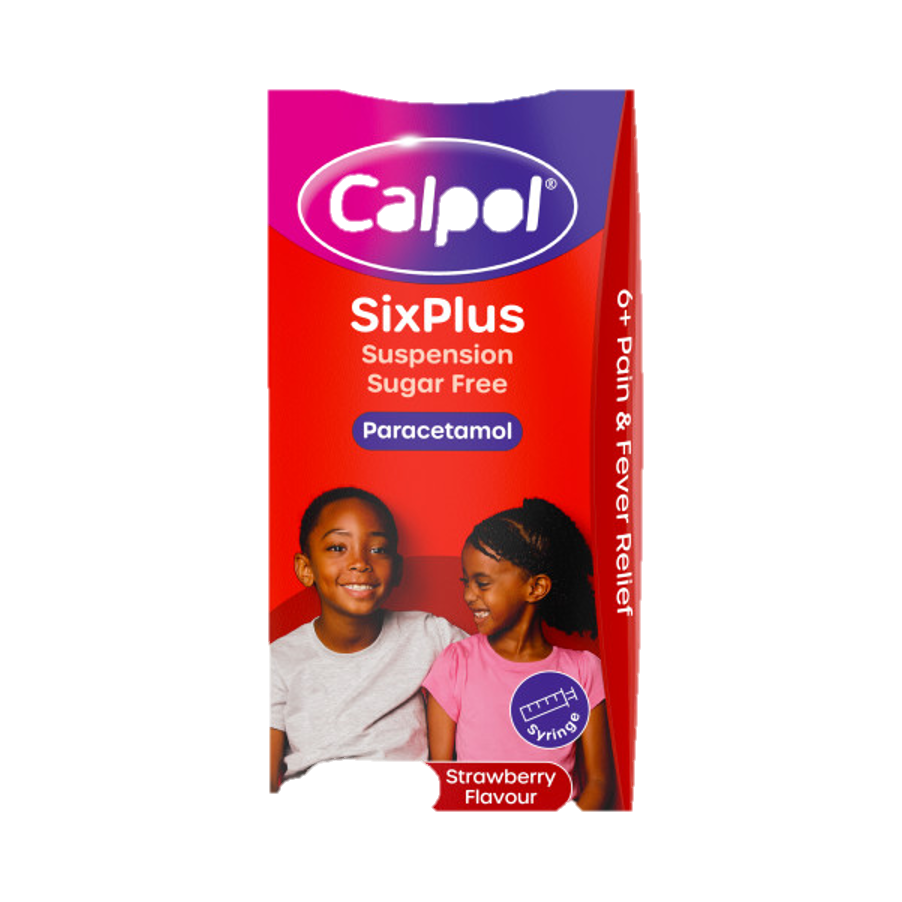 Calpol®
SixPlus
Suspension
Sugar Free
Paracetamol
6+ Pain & Fever Relief
Syringe
Strawberry
Flavour